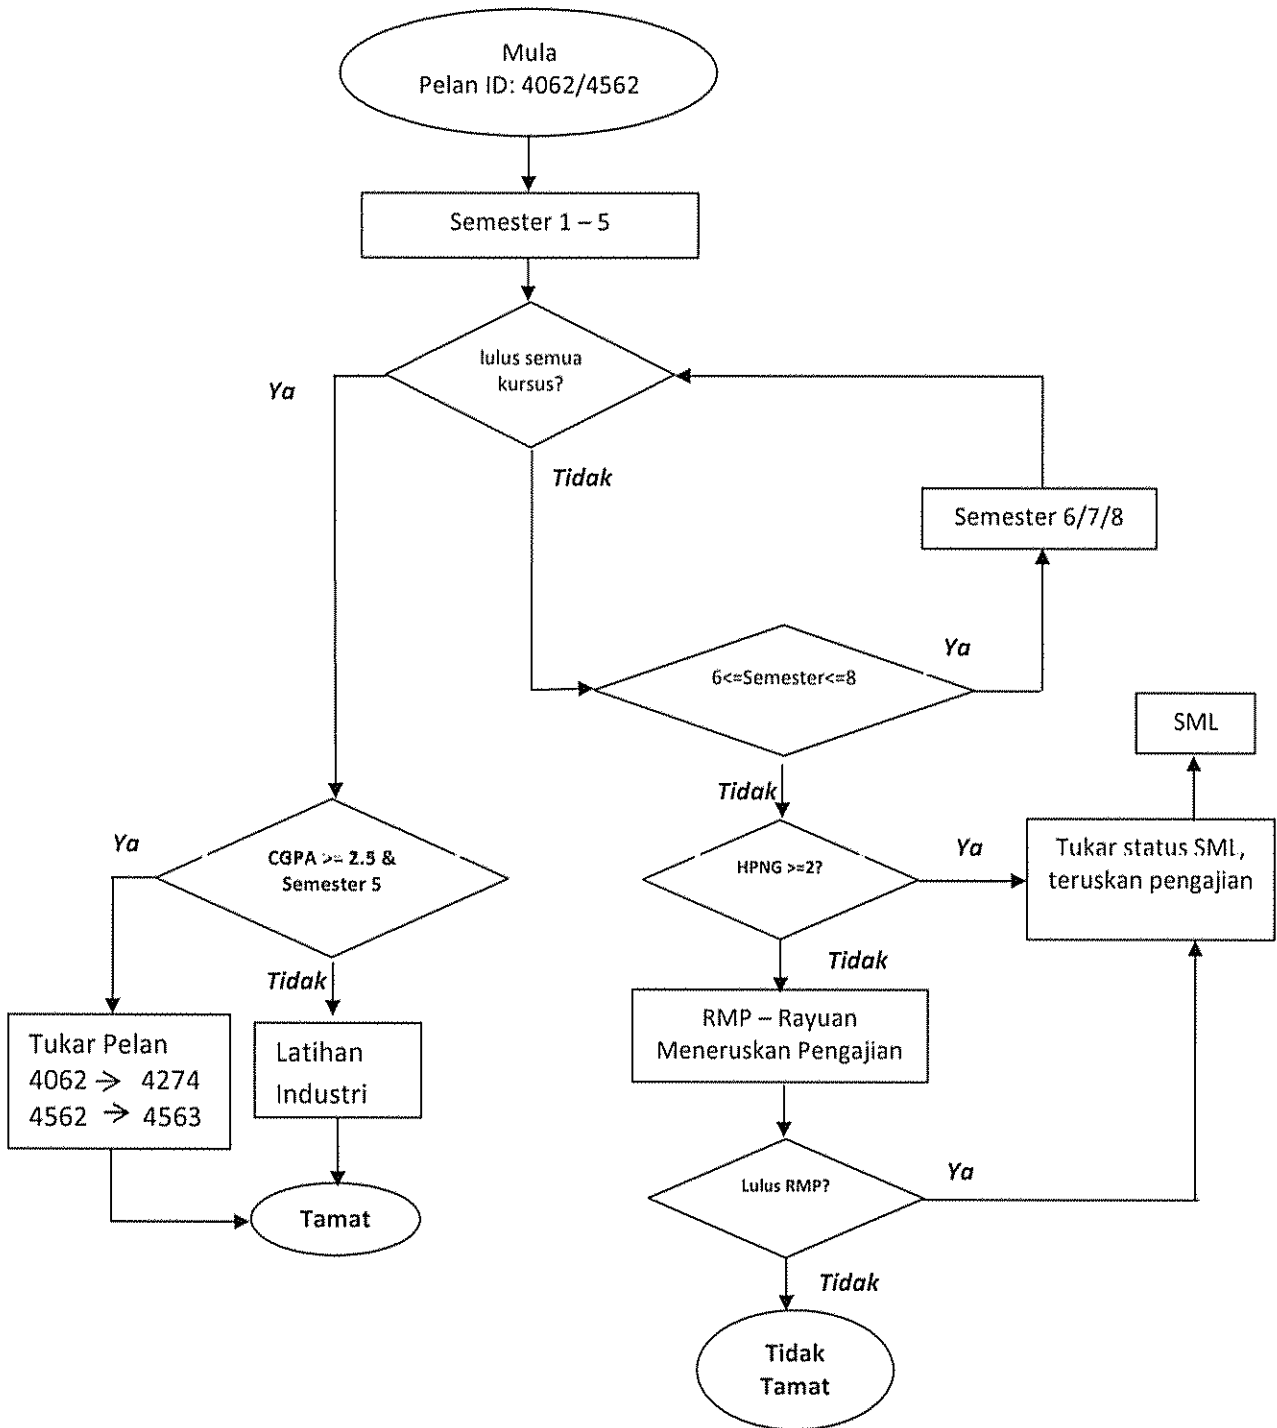 Mula
Pelan ID: 4062/4562
Semester 1 – 5
lulus semua
kursus?
Ya
Tidak
Semester 6/7/8
6<=Semester<=8
Ya
SML
Tidak
Ya
CGPA >= 2.5 &
Semester 5
HPNG >=2?
Ya
Tukar status SML,
teruskan pengajian
Tidak
Tidak
Tukar Pelan
4062 → 4274
4562 → 4563
Latihan
Industri
RMP – Rayuan
Meneruskan Pengajian
Lulus RMP?
Ya
Tamat
Tidak
Tidak
Tamat